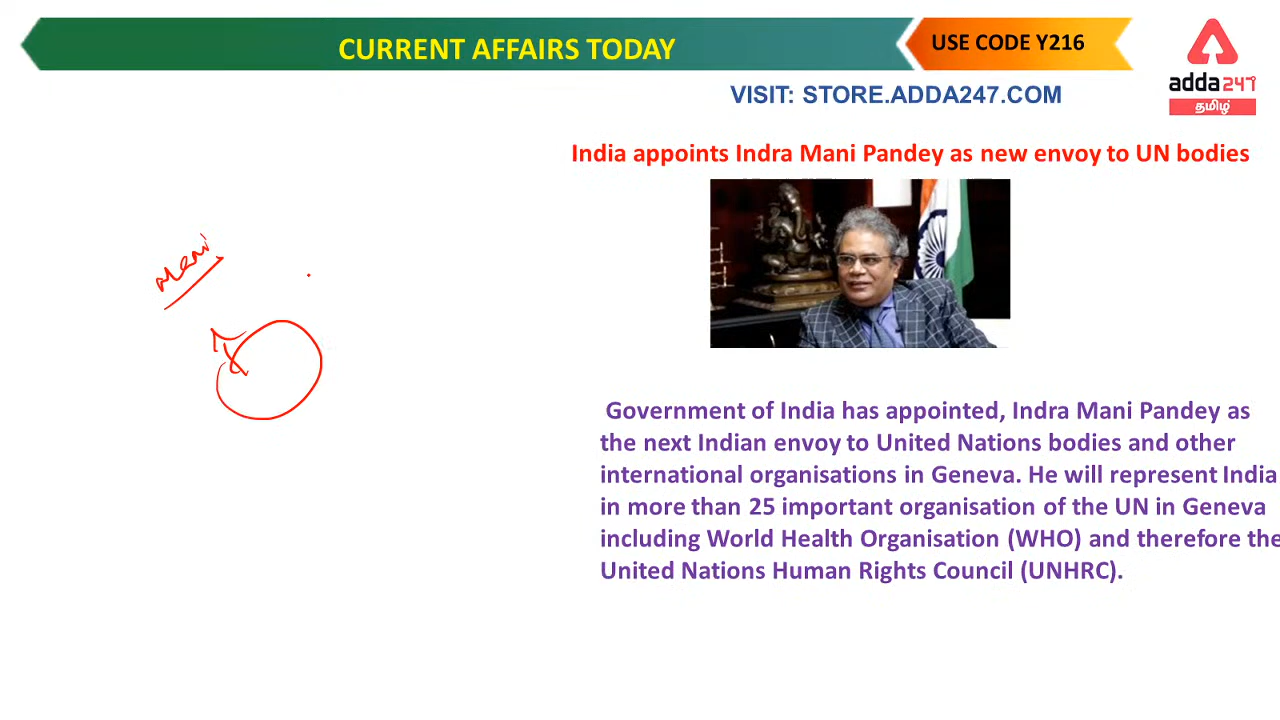 CURRENT AFFAIRS TODAY
USE CODE Y216
adda247
தமிழ்
VISIT: STORE.ADDA247.COM
India appoints Indra Mani Pandey as new envoy to UN bodies
Mani
Government of India has appointed, Indra Mani Pandey as
the next Indian envoy to United Nations bodies and other
international organisations in Geneva. He will represent India
in more than 25 important organisation of the UN in Geneva
including World Health Organisation (WHO) and therefore the
United Nations Human Rights Council (UNHRC).